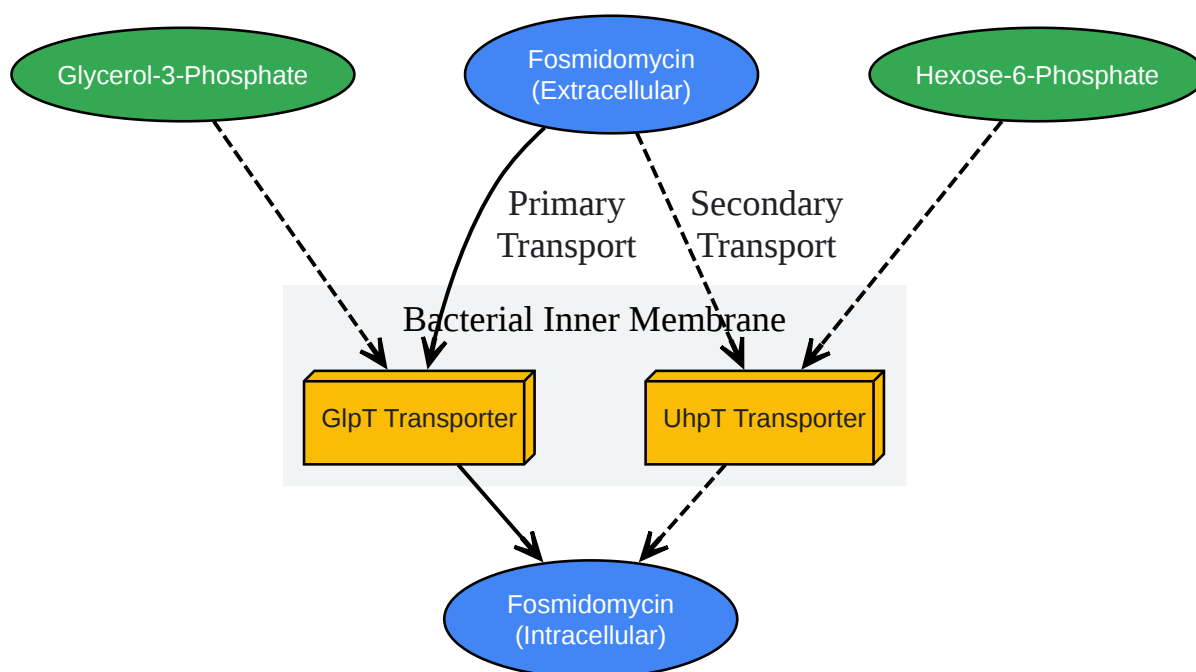 Glycerol-3-Phosphate
Fosmidomycin
(Extracellular)
Hexose-6-Phosphate
Primary
Transport
Secondary
Transport
Bacterial Inner Membrane
GlpT Transporter
UhpT Transporter
Fosmidomycin
(Intracellular)